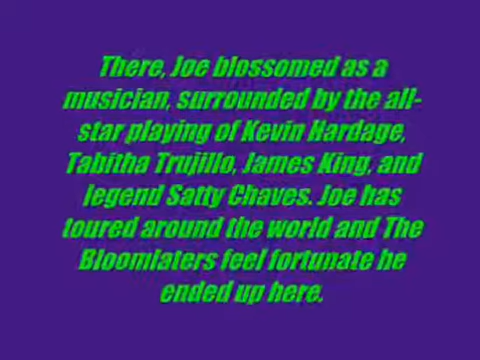 There, Joe blossomed as a
musician, surrounded by the all-
star playing of Kevin Hardage,
Tabitha Trujillo, James King, and
legend Satty Chaves. Joe has
toured around the world and The
Bloomlaters feel fortunate he
ended up here.